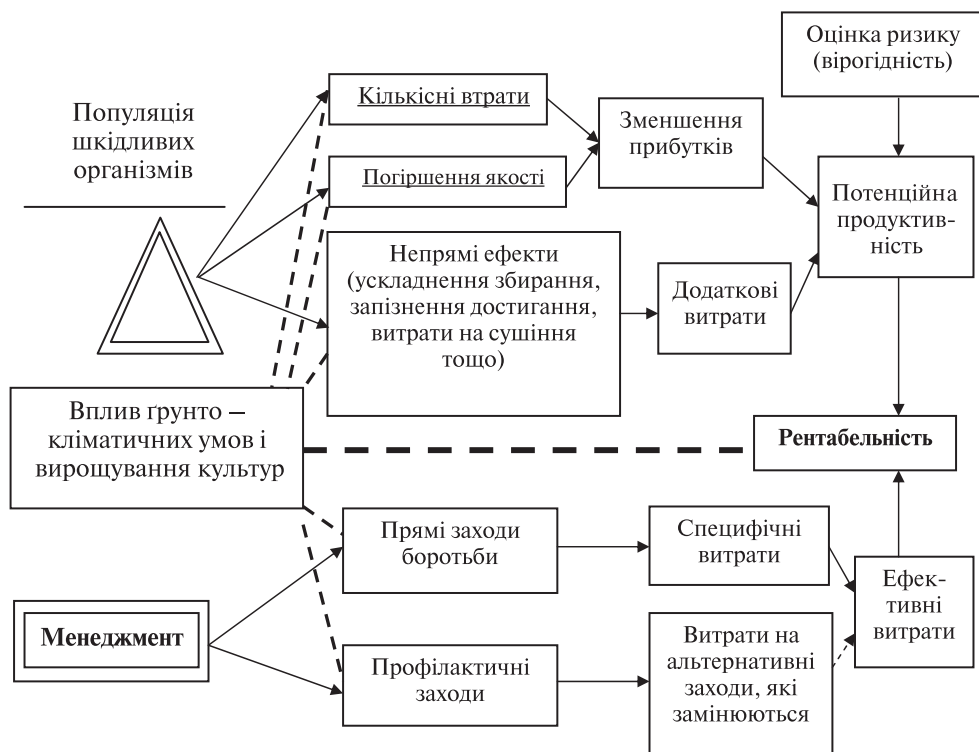 Оцінка ризику
(вірогідність)
Популяція
шкідливих
організмів
Кількісні втрати
Зменшення
прибутків
Погіршення якості
Потенційна
продуктив-
ність
Непрямі ефекти
(ускладнення збирання,
запізнення достигання,
витрати на сушіння
тощо)
Додаткові
витрати
Вплив ґрунто –
кліматичних умов і
вирощування культур
Рентабельність
Прямі заходи
боротьби
Специфічні
витрати
Ефек-
тивні
витрати
Менеджмент
Профілактичні
заходи
Витрати на
альтернативні
заходи, які
замінюються